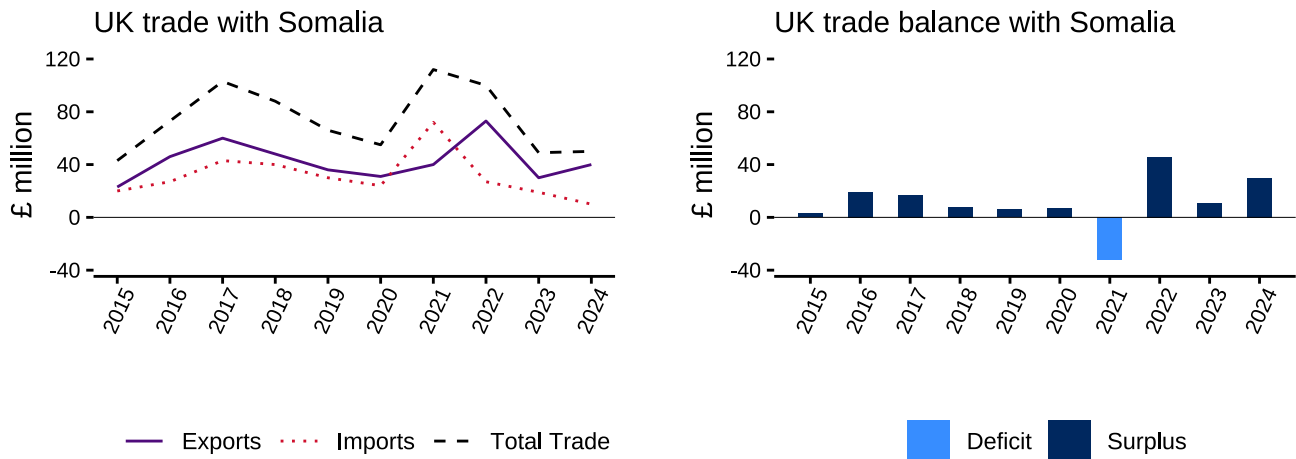 UK trade with Somalia
120
80
40
0
-40
£ million
2015 2016 2017 2018 2019 2020 2021 2022 2023 2024
Exports Imports Total Trade
UK trade balance with Somalia
120
80
40
0
-40
£ million
2015 2016 2017 2018 2019 2020 2021 2022 2023 2024
Deficit Surplus